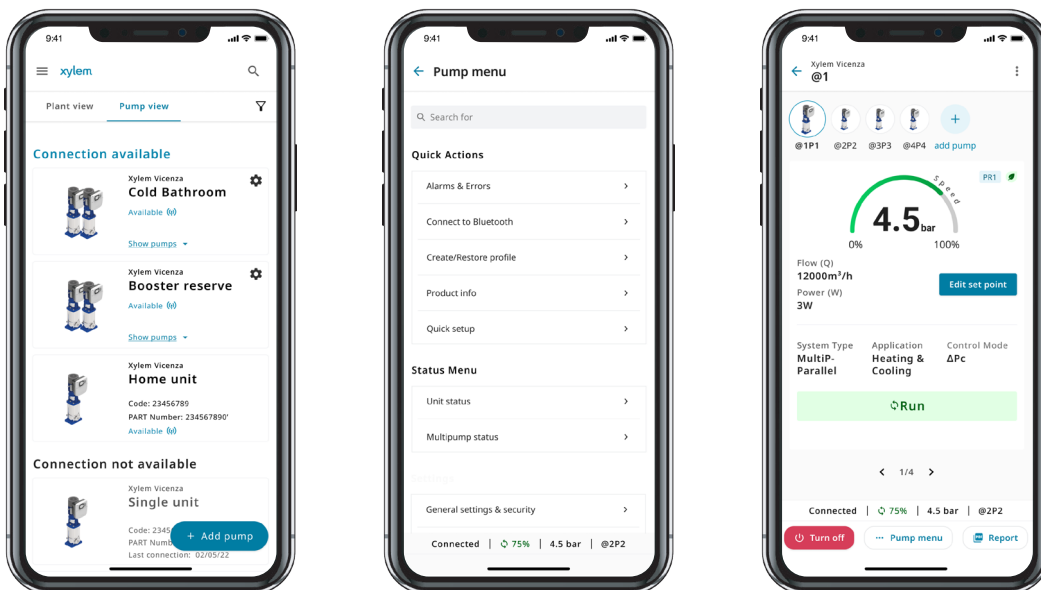 9:41
xylem
Plant view
Pump view
Connection available
Xylem Vicenza
Cold Bathroom
Available
Show pumps
Xylem Vicenza
Booster reserve
Available
Show pumps
Xylem Vicenza
Home unit
Code: 23456789
PART Number: 234567890'
Available
Connection not available
Xylem Vicenza
Single unit
Code: 2345
PART Numb
Last connection: 02/05/22
+ Add pump
9:41
Pump menu
Search for
Quick Actions
Alarms & Errors
Connect to Bluetooth
Create/Restore profile
Product info
Quick setup
Status Menu
Unit status
Multipump status
Settings
General settings & security
Connected | 75% | 4.5 bar | @2P2
9:41
Xylem Vicenza
@1
@1P1 @2P2 @3P3 @4P4 add pump
PR1
Speed
4.5 bar
0% 100%
Flow (Q)
12000m³/h
Power (W)
3W
Edit set point
System Type
MultiP-
Parallel
Application
Heating &
Cooling
Control Mode
ΔPc
Run
1/4
Connected | 75% | 4.5 bar | @2P2
Turn off
Pump menu
Report